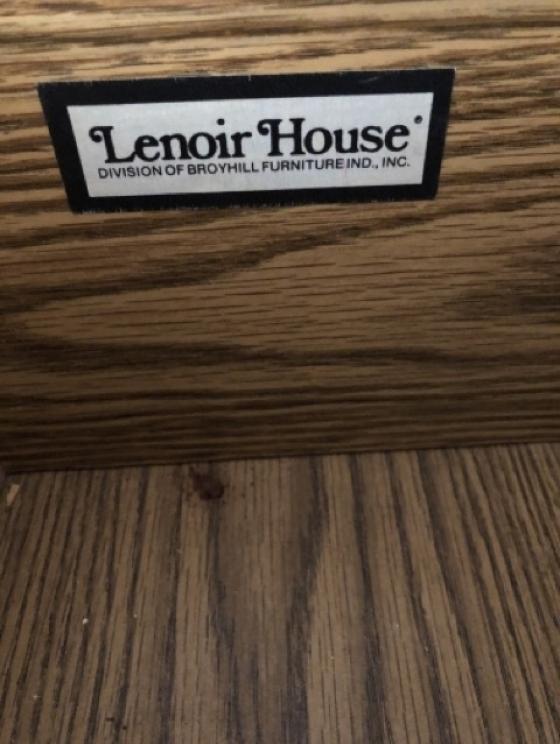 Lenoir House®
DIVISION OF BROYHILL FURNITURE IND., INC.